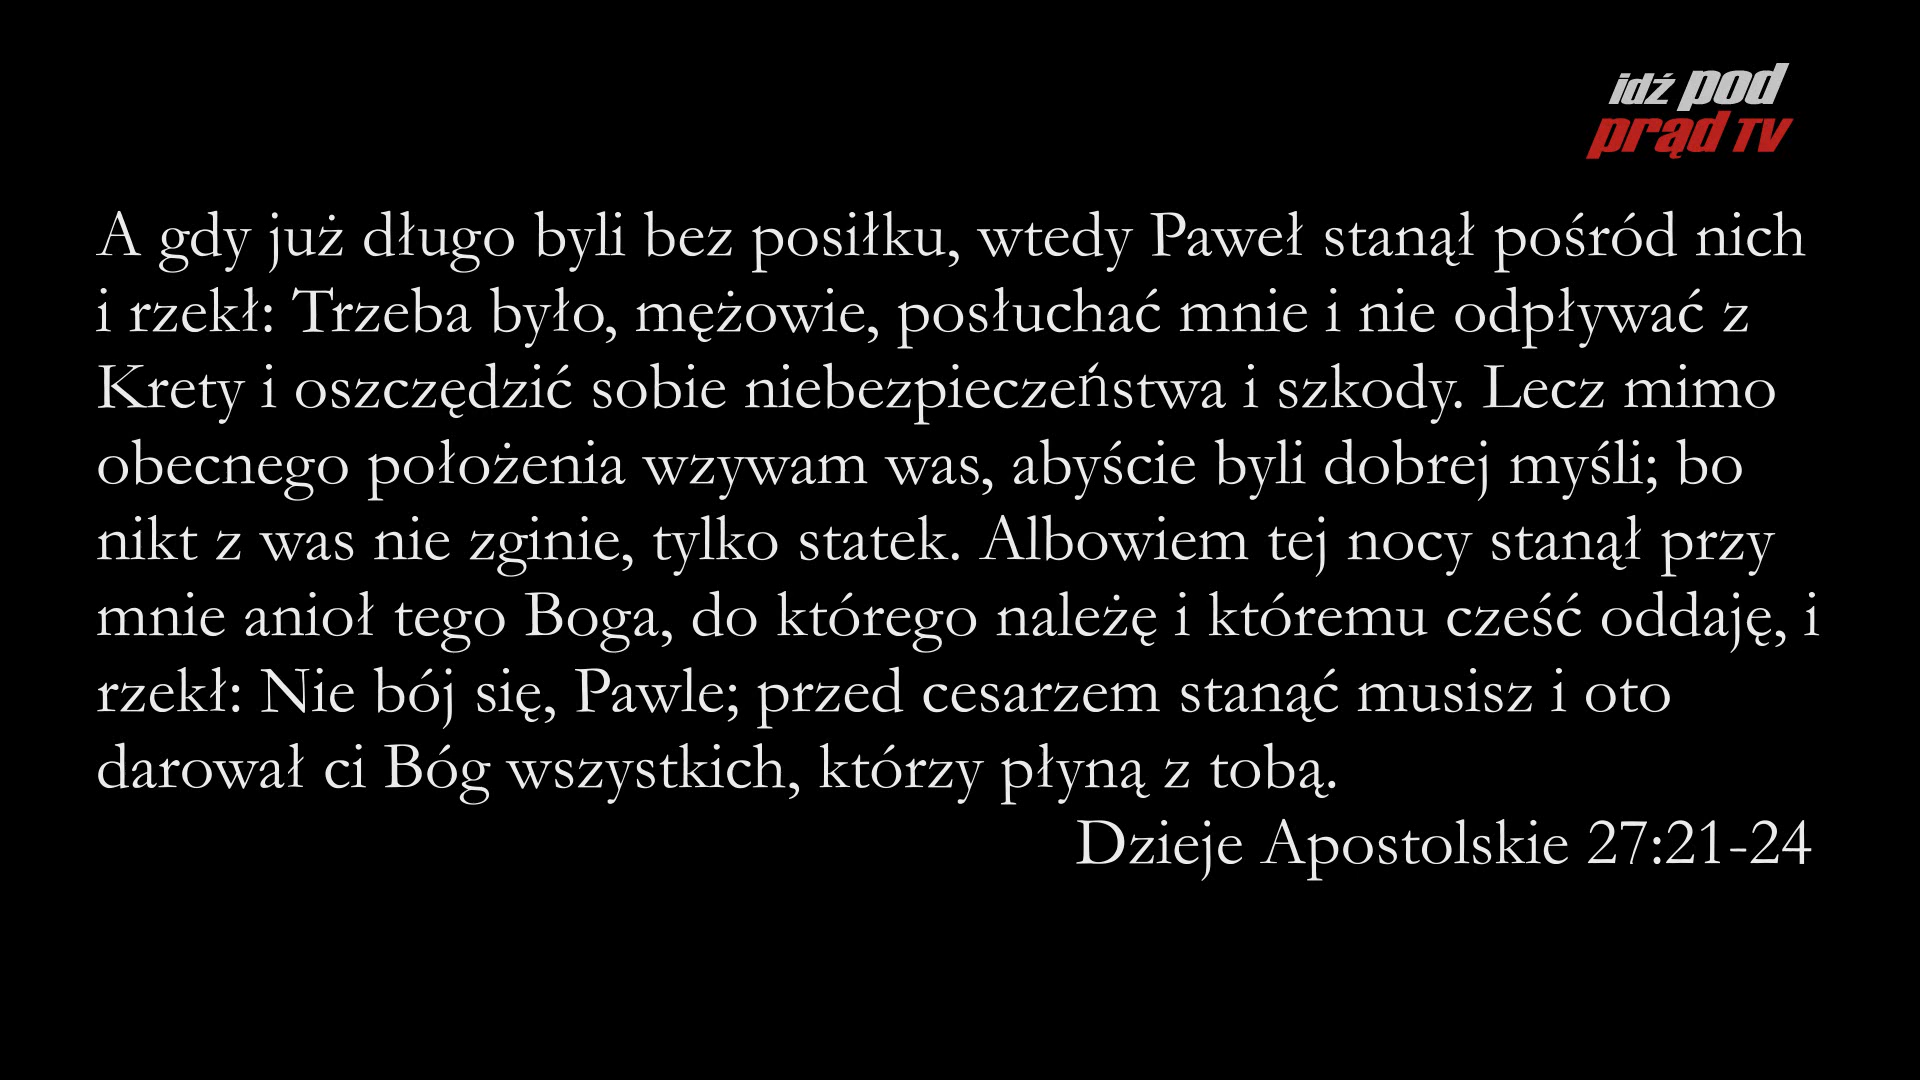 idź pod
prąd TV
A gdy już długo byli bez posiłku, wtedy Paweł stanął pośród nich
i rzekł: Trzeba było, mężowie, posłuchać mnie i nie odpływać z
Krety i oszczędzić sobie niebezpieczeństwa i szkody. Lecz mimo
obecnego położenia wzywam was, abyście byli dobrej myśli; bo
nikt z was nie zginie, tylko statek. Albowiem tej nocy stanął przy
mnie anioł tego Boga, do którego należę i któremu cześć oddaję, i
rzekł: Nie bój się, Pawle; przed cesarzem stanąć musisz i oto
darował ci Bóg wszystkich, którzy płyną z tobą.
Dzieje Apostolskie 27:21-24